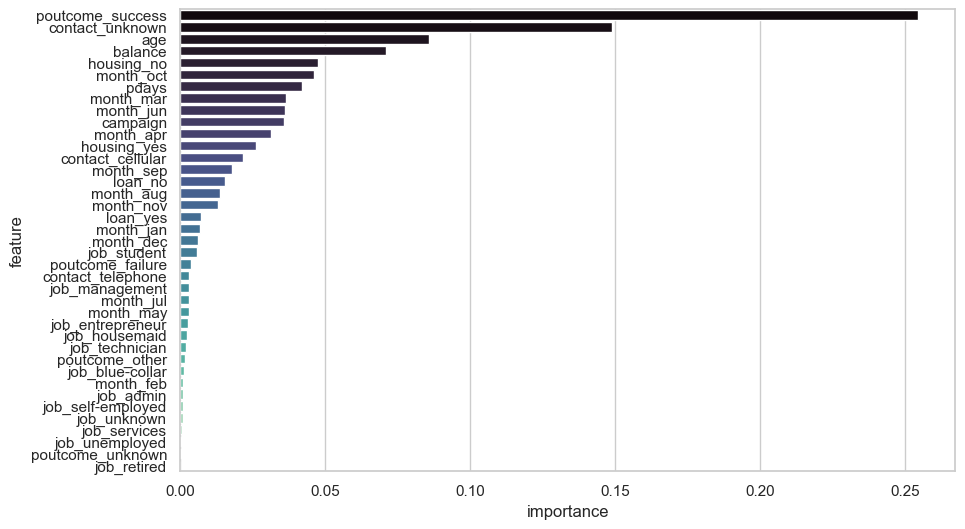 poutcome_success
contact_unknown
age
balance
housing_no
month_oct
pdays
month_mar
month_jun
campaign
month_apr
housing_yes
contact_cellular
month_sep
loan_no
month_aug
month_nov
loan_yes
month_jan
month_dec
job_student
poutcome_failure
contact_telephone
job_management
month_jul
month_may
job_entrepreneur
job_housemaid
job_technician
poutcome_other
job_blue-collar
month_feb
job_admin
job_self-employed
job_unknown
job_services
job_unemployed
poutcome_unknown
job_retired
feature
0.00 0.05 0.10 0.15 0.20 0.25
importance